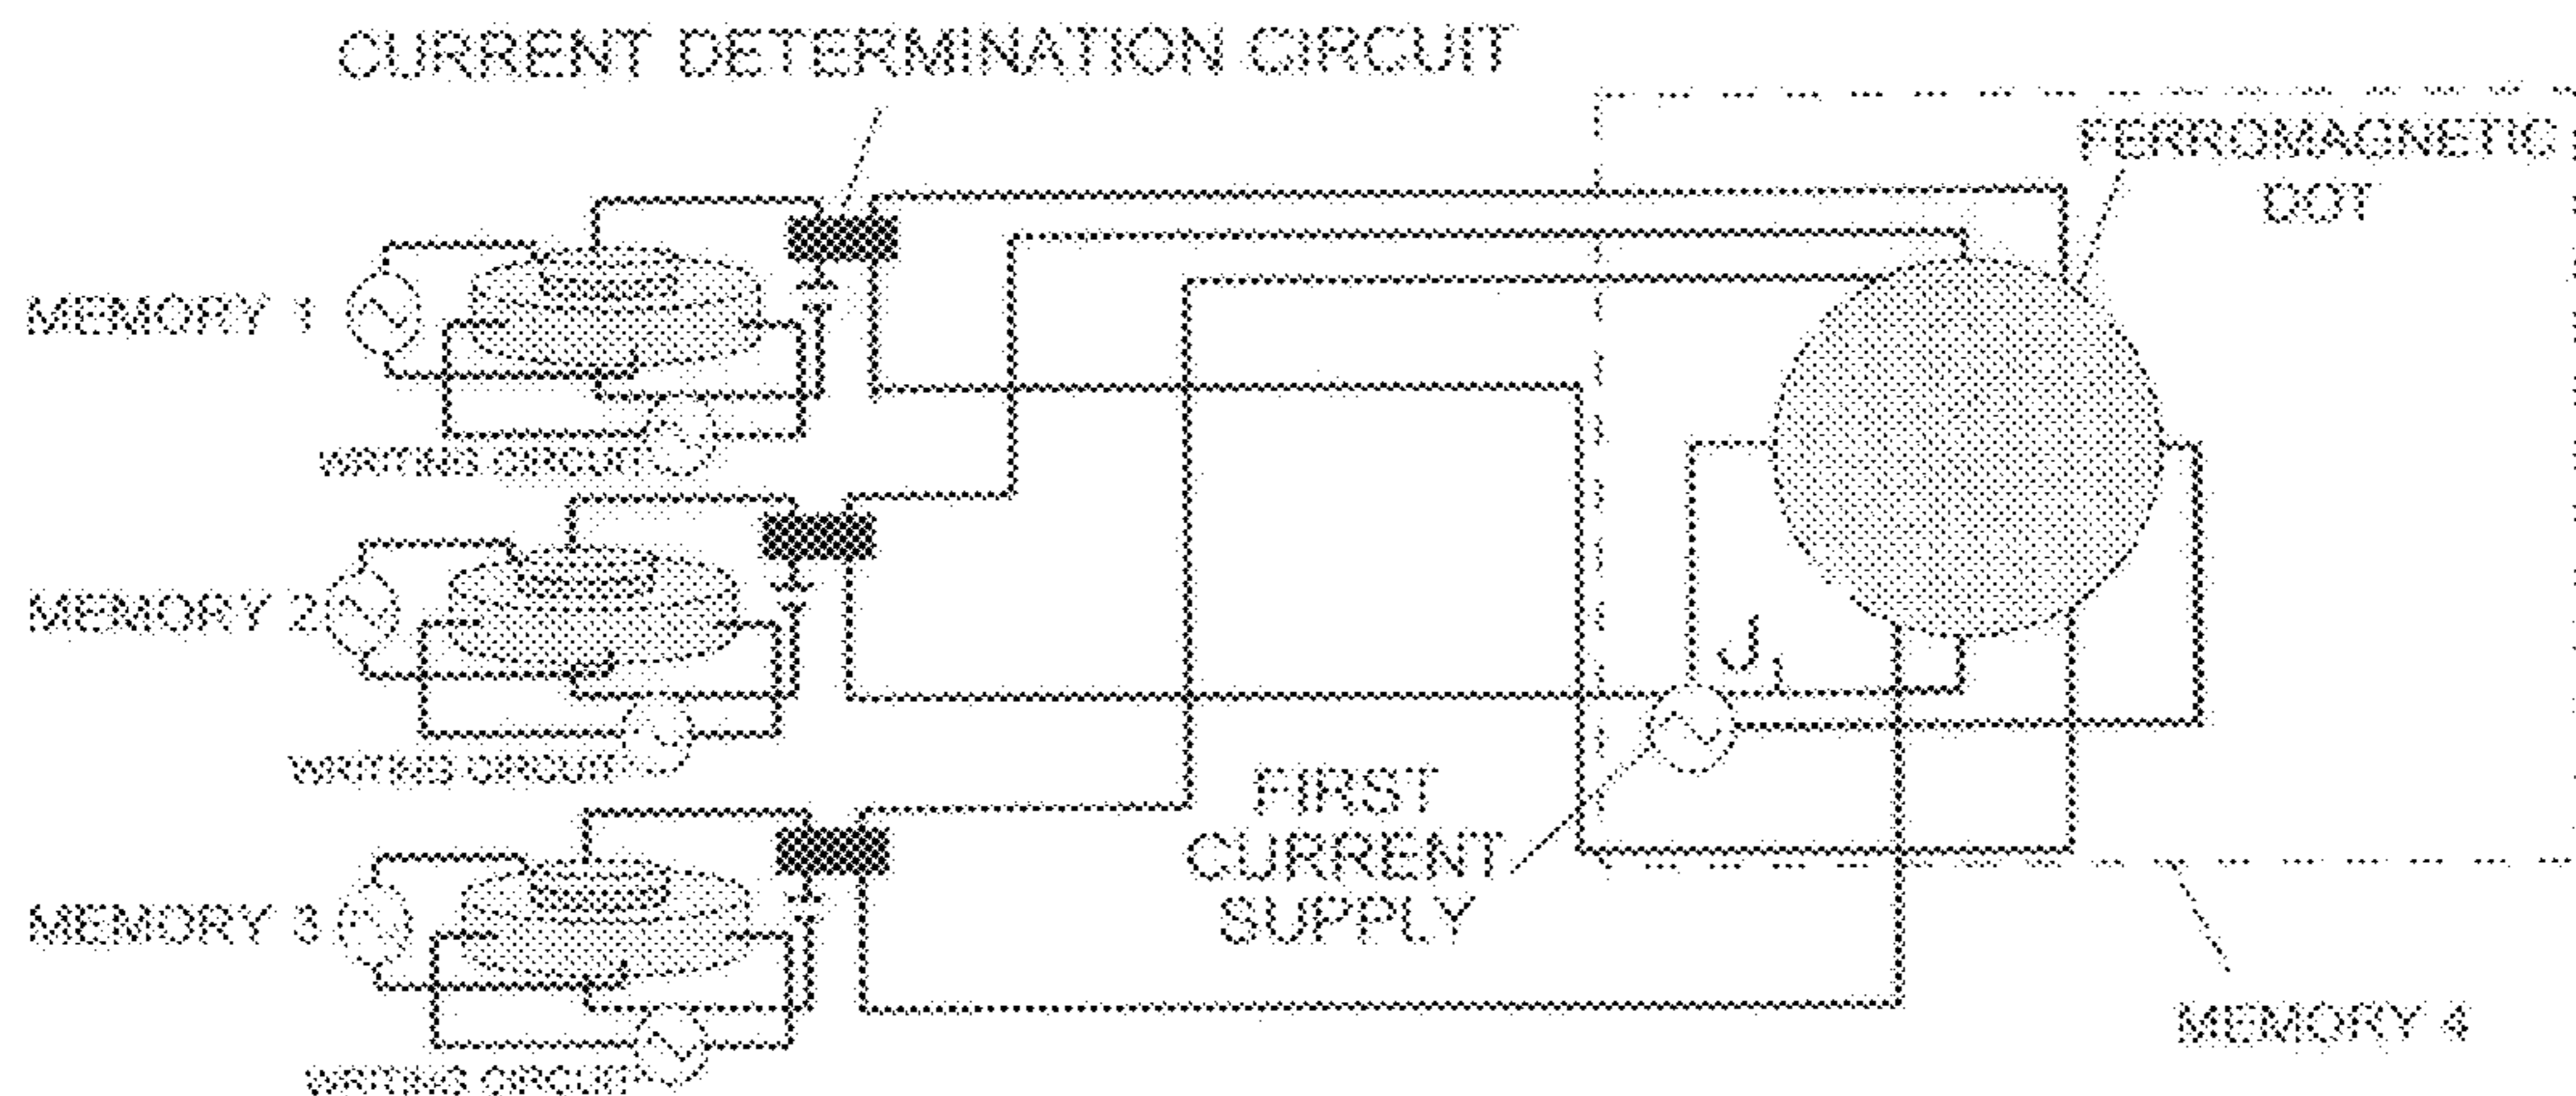 CURRENT DETERMINATION CIRCUIT
FERROMAGNETIC
DOT
MEMORY 1
WRITING CIRCUIT
MEMORY 2
J1
WRITING CIRCUIT
FIRST
CURRENT
SUPPLY
MEMORY 3
MEMORY 4
WRITING CIRCUIT